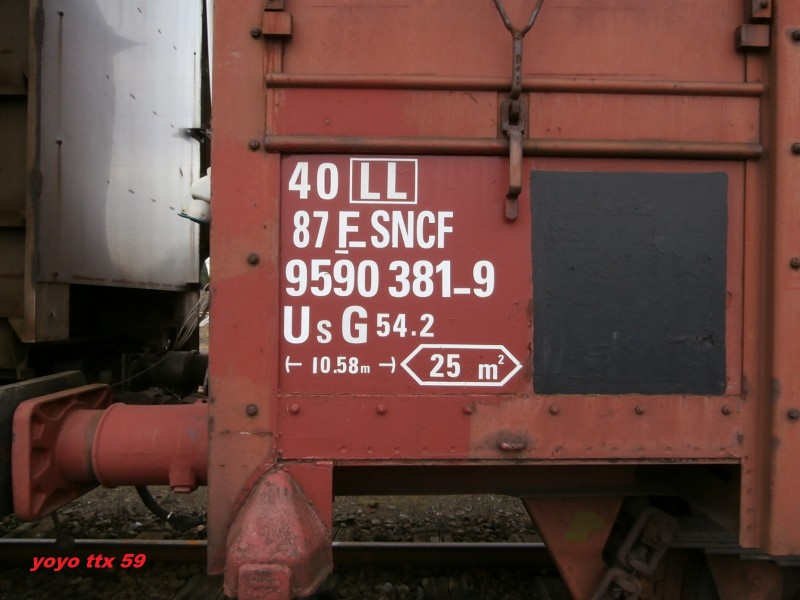 40 LL
87 F SNCF
9590 381-9
Us G 54.2
10.58m 25 m²
yoyo ttx 59